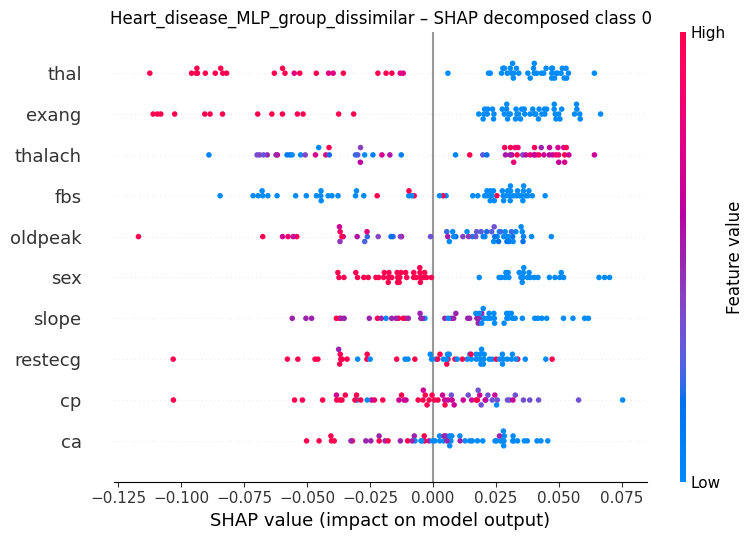 Heart_disease_MLP_group_dissimilar – SHAP decomposed class 0
High
thal
exang
thalach
fbs
oldpeak
sex
slope
restecg
cp
ca
Feature value
Low
−0.125 −0.100 −0.075 −0.050 −0.025 0.000 0.025 0.050 0.075
SHAP value (impact on model output)